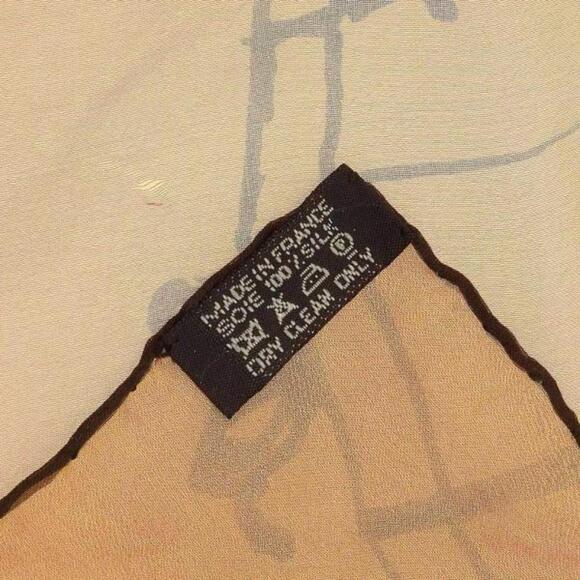 MADE IN FRANCE
SOIE 100 % SILK
Ⓟ
DRY CLEAN ONLY